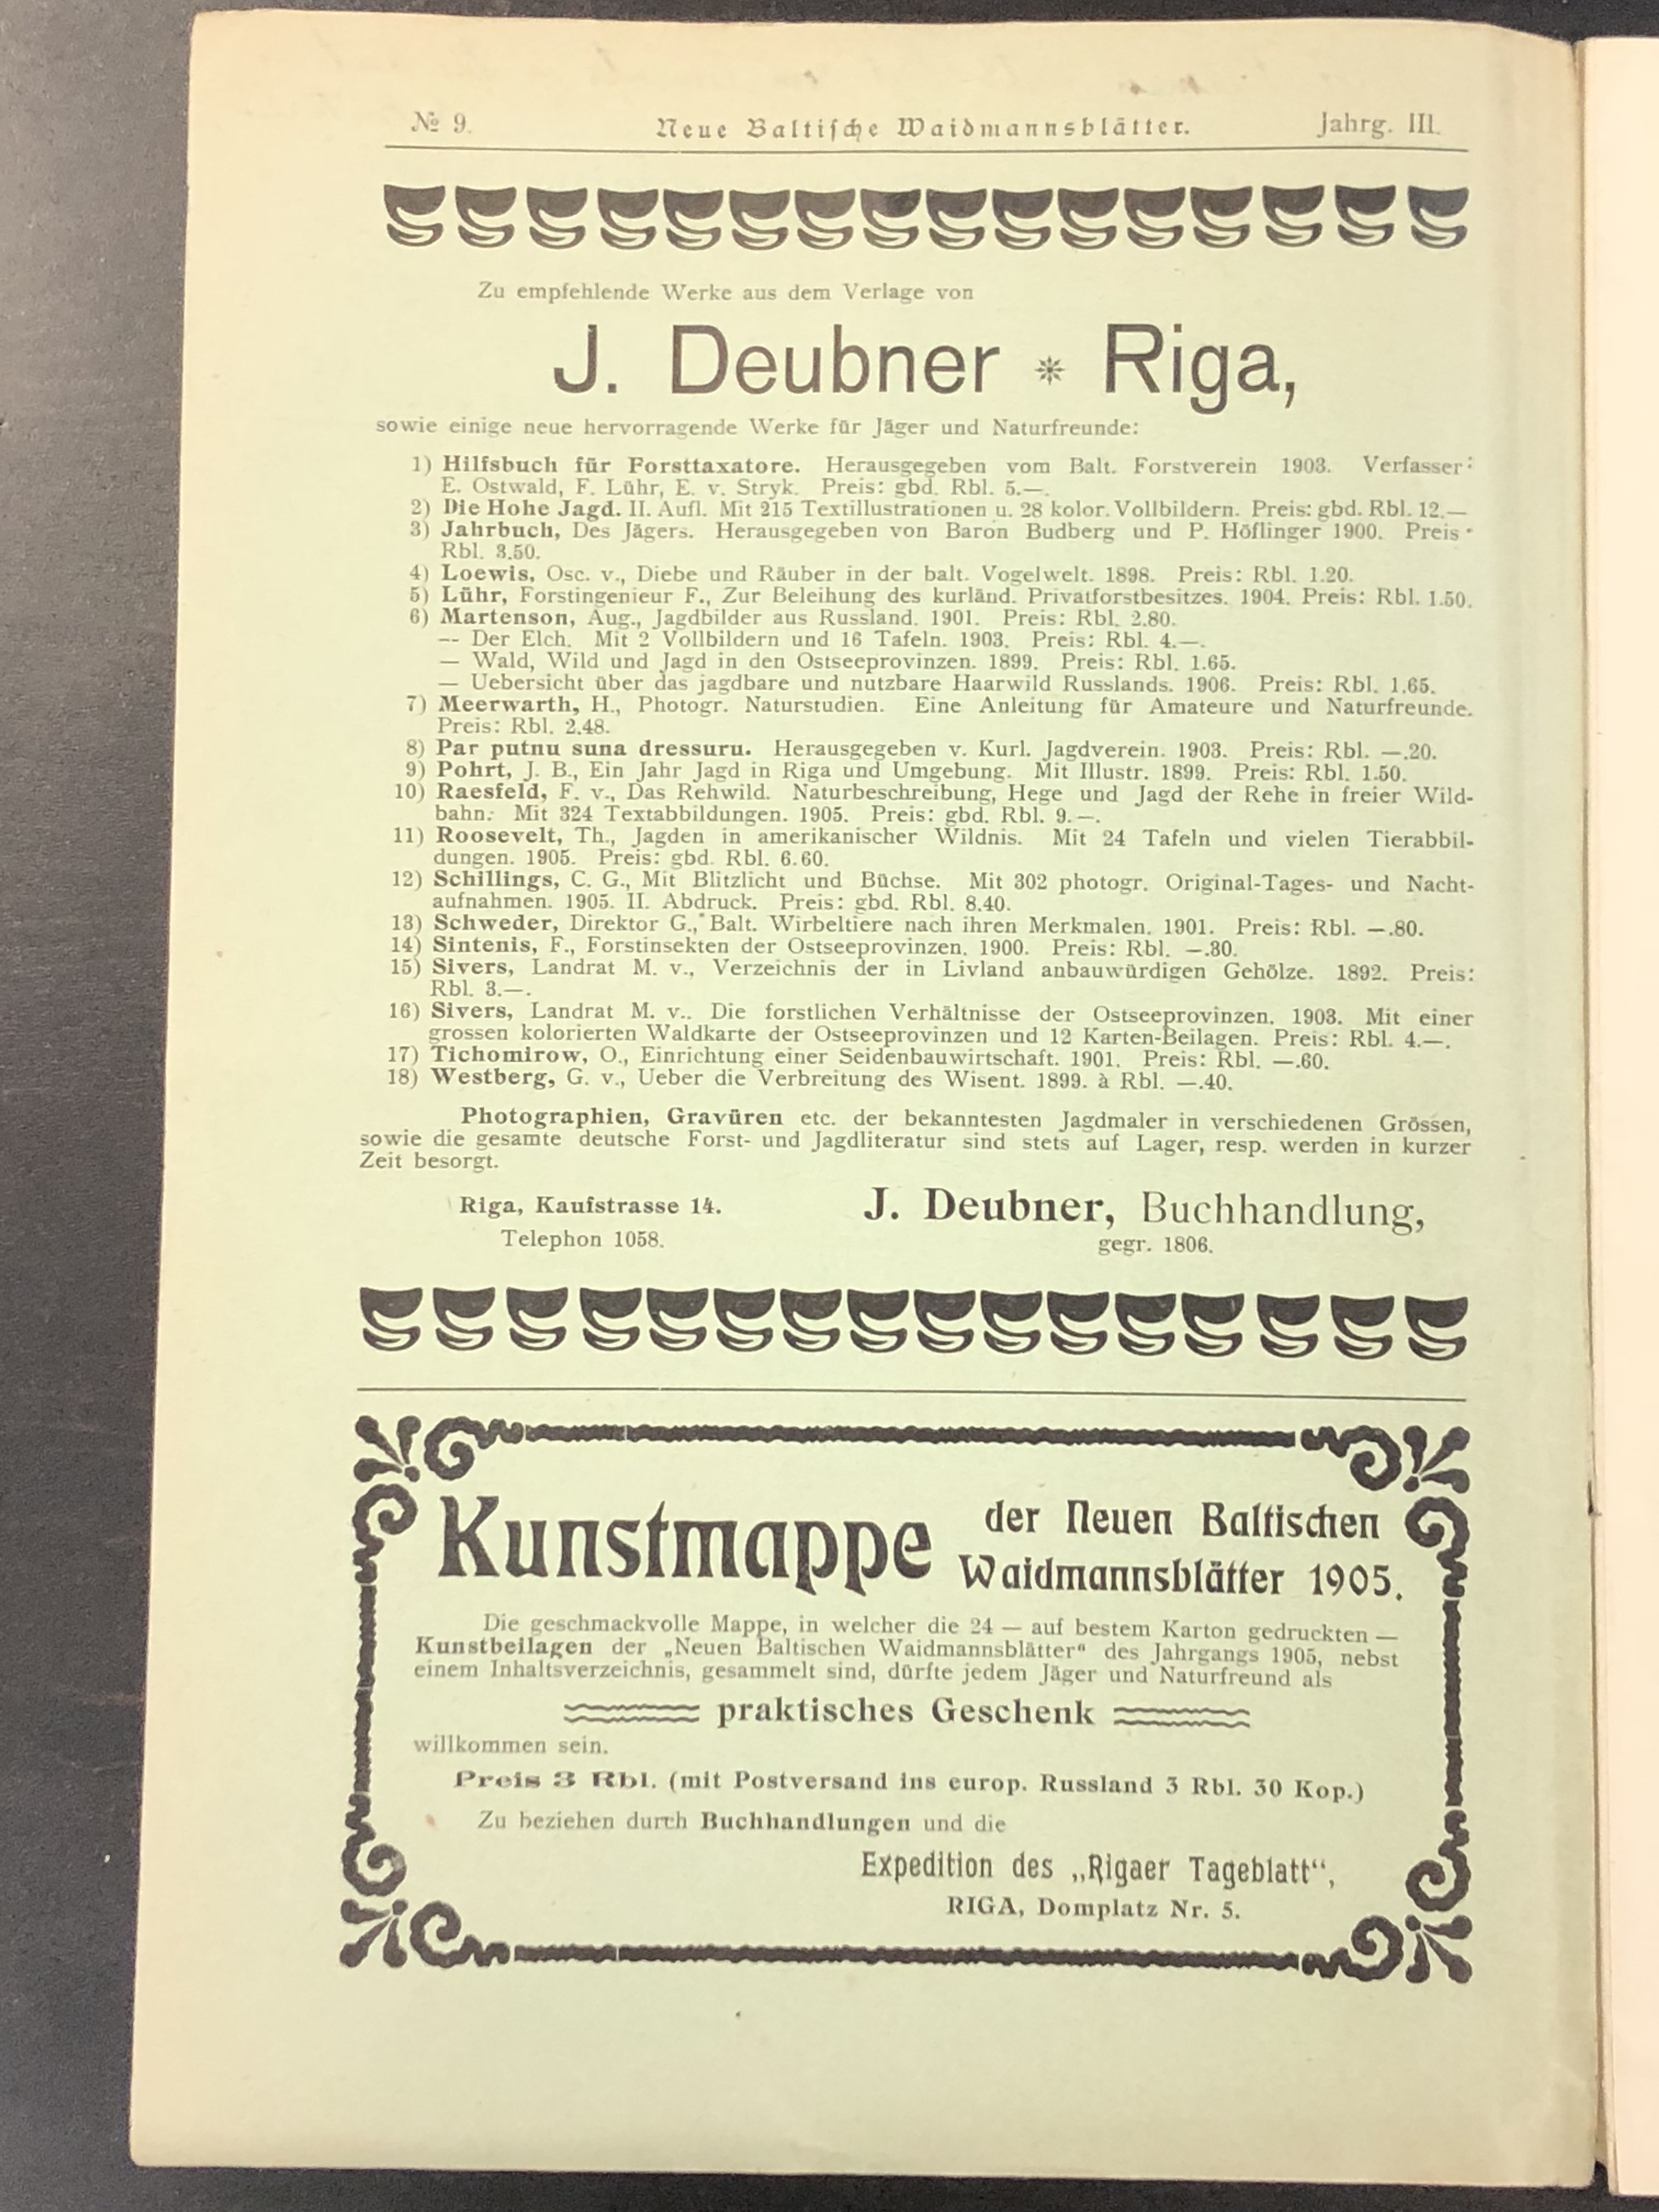 № 9.
Neue Baltische Waidmannsblätter.
Jahrg. III.
Zu empfehlende Werke aus dem Verlage von
J. Deubner * Riga,
sowie einige neue hervorragende Werke für Jäger und Naturfreunde:
1) Hilfsbuch für Forsttaxatore. Herausgegeben vom Balt. Forstverein 1903. Verfasser:
E. Ostwald, F. Lühr, E. v. Stryk. Preis: gbd. Rbl. 5.—.
2) Die Hohe Jagd. II. Aufl. Mit 215 Textillustrationen u. 28 kolor. Vollbildern. Preis: gbd. Rbl. 12.—
3) Jahrbuch, Des Jägers. Herausgegeben von Baron Budberg und P. Höflinger 1900. Preis·
Rbl. 3.50.
4) Loewis, Osc. v., Diebe und Räuber in der balt. Vogelwelt. 1898. Preis: Rbl. 1.20.
5) Lühr, Forstingenieur F., Zur Beleihung des kurländ. Privatforstbesitzes. 1904. Preis: Rbl. 1.50.
6) Martenson, Aug., Jagdbilder aus Russland. 1901. Preis: Rbl. 2.80.
— Der Elch. Mit 2 Vollbildern und 16 Tafeln. 1903. Preis: Rbl. 4.—.
— Wald, Wild und Jagd in den Ostseeprovinzen. 1899. Preis: Rbl. 1.65.
— Uebersicht über das jagdbare und nutzbare Haarwild Russlands. 1906. Preis: Rbl. 1.65.
7) Meerwarth, H., Photogr. Naturstudien. Eine Anleitung für Amateure und Naturfreunde.
Preis: Rbl. 2.48.
8) Par putnu suna dressuru. Herausgegeben v. Kurl. Jagdverein. 1903. Preis: Rbl. —.20.
9) Pohrt, J. B., Ein Jahr Jagd in Riga und Umgebung. Mit Illustr. 1899. Preis: Rbl. 1.50.
10) Raesfeld, F. v., Das Rehwild. Naturbeschreibung, Hege und Jagd der Rehe in freier Wild-
bahn. Mit 324 Textabbildungen. 1905. Preis: gbd. Rbl. 9.—.
11) Roosevelt, Th., Jagden in amerikanischer Wildnis. Mit 24 Tafeln und vielen Tierabbil-
dungen. 1905. Preis: gbd. Rbl. 6.60.
12) Schillings, C. G., Mit Blitzlicht und Büchse. Mit 302 photogr. Original-Tages- und Nacht-
aufnahmen. 1905. II. Abdruck. Preis: gbd. Rbl. 8.40.
13) Schweder, Direktor G., Balt. Wirbeltiere nach ihren Merkmalen. 1901. Preis: Rbl. —.80.
14) Sintenis, F., Forstinsekten der Ostseeprovinzen. 1900. Preis: Rbl. —.30.
15) Sivers, Landrat M. v., Verzeichnis der in Livland anbauwürdigen Gehölze. 1892. Preis:
Rbl. 3.—.
16) Sivers, Landrat M. v.. Die forstlichen Verhältnisse der Ostseeprovinzen. 1903. Mit einer
grossen kolorierten Waldkarte der Ostseeprovinzen und 12 Karten-Beilagen. Preis: Rbl. 4.—.
17) Tichomirow, O., Einrichtung einer Seidenbauwirtschaft. 1901. Preis: Rbl. —.60.
18) Westberg, G. v., Ueber die Verbreitung des Wisent. 1899. à Rbl. —.40.
Photographien, Gravüren etc. der bekanntesten Jagdmaler in verschiedenen Grössen,
sowie die gesamte deutsche Forst- und Jagdliteratur sind stets auf Lager, resp. werden in kurzer
Zeit besorgt.
Riga, Kaufstrasse 14.
Telephon 1058.
J. Deubner, Buchhandlung,
gegr. 1806.
Kunstmappe der Neuen Baltischen
Waidmannsblätter 1905.
Die geschmackvolle Mappe, in welcher die 24 — auf bestem Karton gedruckten —
Kunstbeilagen der „Neuen Baltischen Waidmannsblätter“ des Jahrgangs 1905, nebst
einem Inhaltsverzeichnis, gesammelt sind, dürfte jedem Jäger und Naturfreund als
praktisches Geschenk
willkommen sein.
Preis 3 Rbl. (mit Postversand ins europ. Russland 3 Rbl. 30 Kop.)
Zu beziehen durch Buchhandlungen und die
Expedition des „Rigaer Tageblatt“,
RIGA, Domplatz Nr. 5.